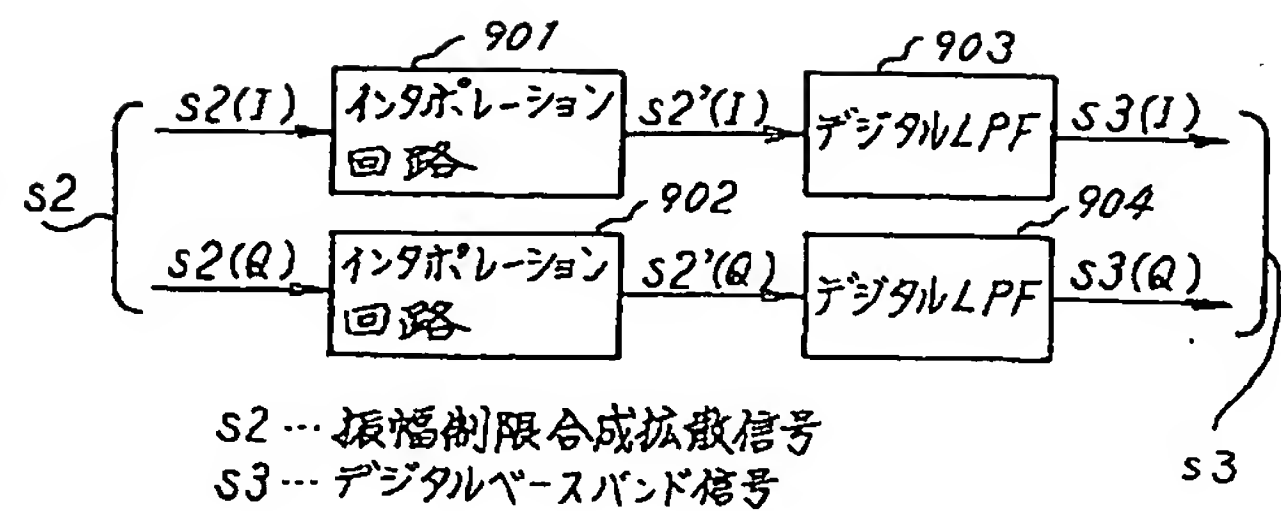 901
903
s2(I)
インタポレーション
回路
s2'(I)
デジタルLPF
s3(I)
s2
902
904
s2(Q)
インタポレーション
回路
s2'(Q)
デジタルLPF
s3(Q)
s2…振幅制限合成拡散信号
s3…デジタルベースバンド信号
s3